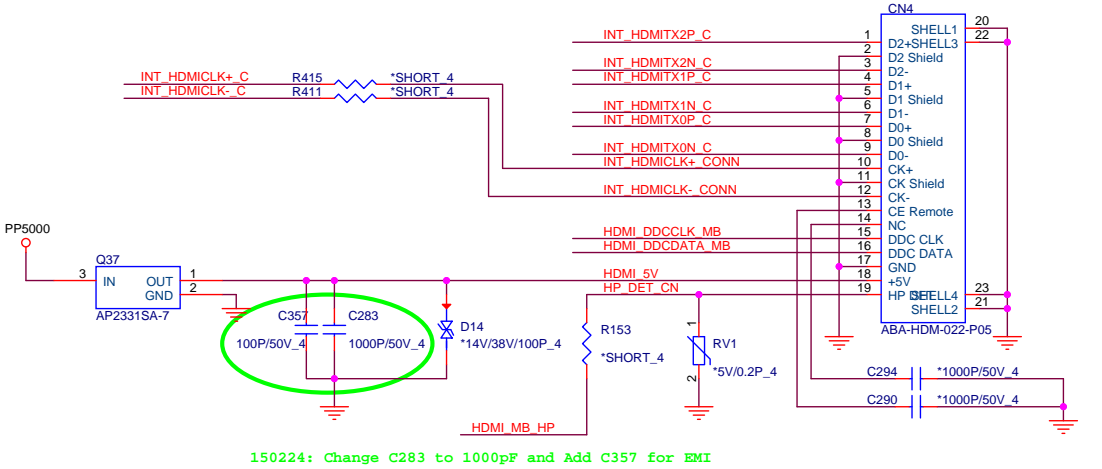 CN4
SHELL1 20
SHELL3 22
INT_HDMITX2P_C 1 D2+
2 D2 Shield
INT_HDMITX2N_C 3 D2-
INT_HDMITX1P_C 4 D1+
5 D1 Shield
INT_HDMITX1N_C 6 D1-
INT_HDMITX0P_C 7 D0+
8 D0 Shield
INT_HDMITX0N_C 9 D0-
INT_HDMICLK+_CONN 10 CK+
11 CK Shield
INT_HDMICLK-_CONN 12 CK-
13 CE Remote
14 NC
HDMI_DDCCLK_MB 15 DDC CLK
HDMI_DDCDATA_MB 16 DDC DATA
17 GND
HDMI_5V 18 +5V
HP_DET_CN 19 HP DET
SHELL4 23
SHELL2 21
ABA-HDM-022-P05
INT_HDMICLK+_C R415 *SHORT_4
INT_HDMICLK-_C R411 *SHORT_4
PP5000
Q37
3 IN OUT 1
GND 2
AP2331SA-7
C357
100P/50V_4
C283
1000P/50V_4
D14
*14V/38V/100P_4
R153
*SHORT_4
1
RV1
*5V/0.2P_4
2
C294 *1000P/50V_4
C290 *1000P/50V_4
HDMI_MB_HP
150224: Change C283 to 1000pF and Add C357 for EMI